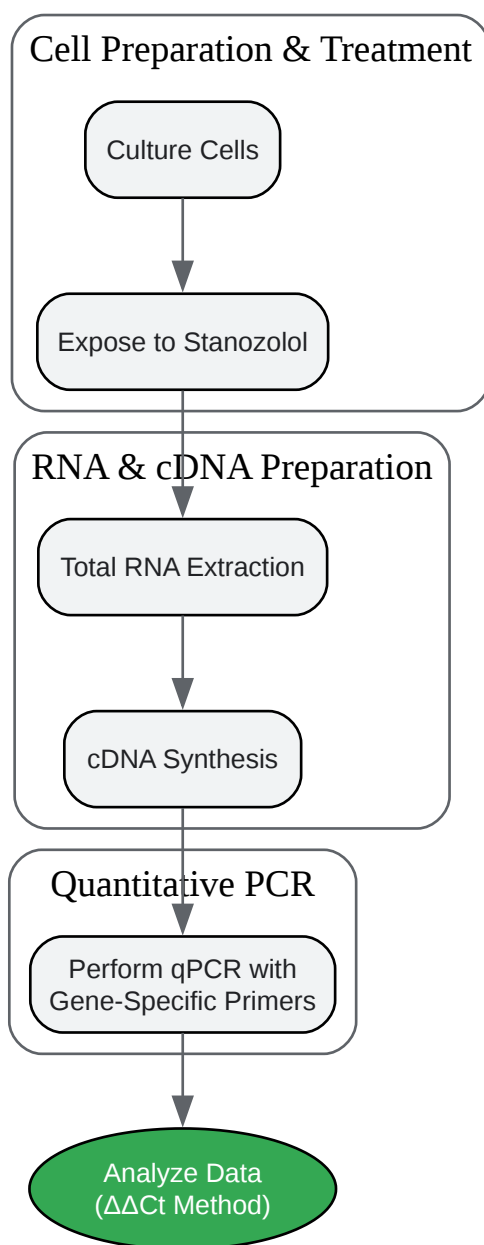 Cell Preparation & Treatment
Culture Cells
Expose to Stanozolol
RNA & cDNA Preparation
Total RNA Extraction
cDNA Synthesis
Quantitative PCR
Perform qPCR with
Gene-Specific Primers
Analyze Data
(ΔΔCt Method)